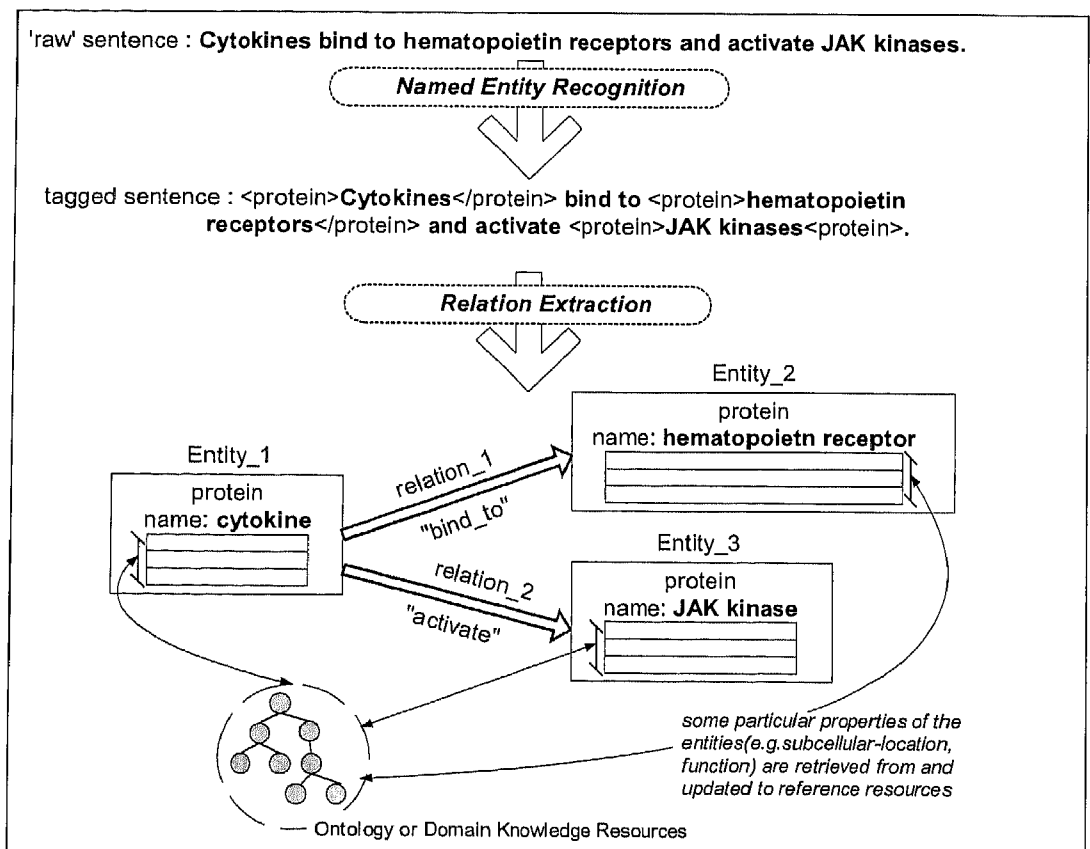 'raw' sentence : Cytokines bind to hematopoietin receptors and activate JAK kinases.
Named Entity Recognition
tagged sentence : <protein>Cytokines</protein> bind to <protein>hematopoietin
receptors</protein> and activate <protein>JAK kinases<protein>.
Relation Extraction
Entity_2
protein
name: hematopoietn receptor
Entity_1
protein
name: cytokine
relation_1
"bind_to"
Entity_3
protein
name: JAK kinase
relation_2
"activate"
some particular properties of the
entities(e.g.subcellular-location,
function) are retrieved from and
updated to reference resources
Ontology or Domain Knowledge Resources